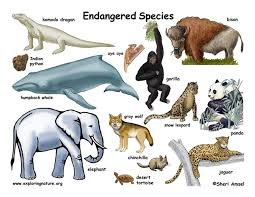 Endangered Species
komodo dragon
bison
aye aye
Indian
python
gorilla
humpback whale
panda
gray wolf
snow leopard
elephant
chinchilla
desert
tortoise
jaguar
www.exploringnature.org
©Sheri Amsel